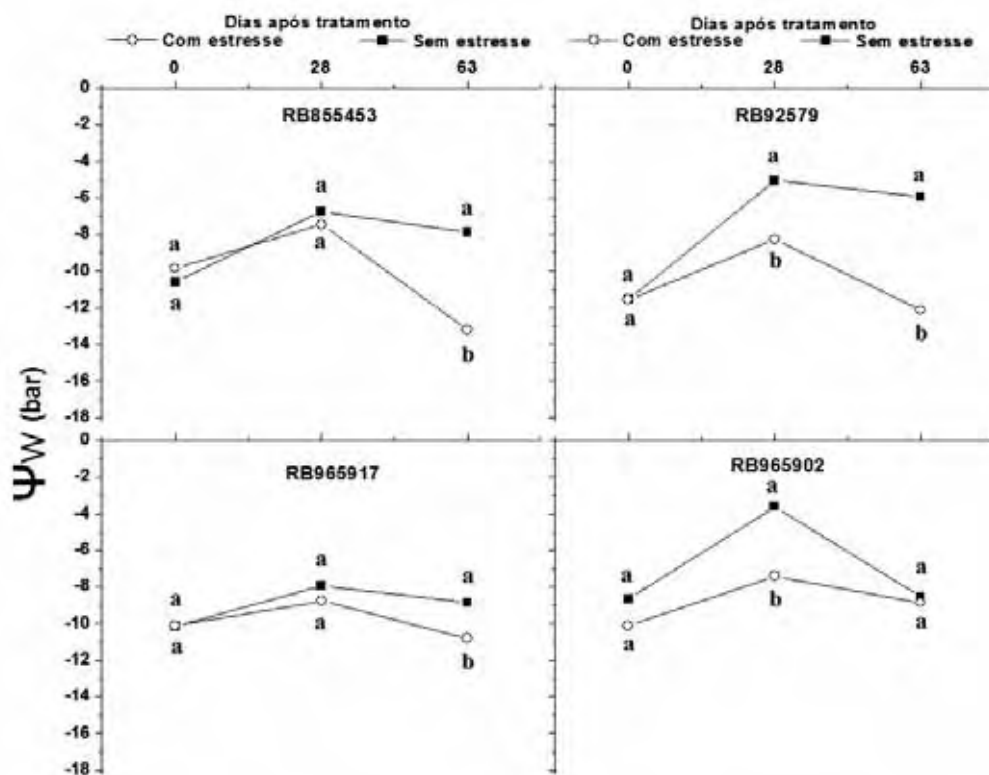 Dias após tratamento
Com estresse Sem estresse
0 28 63
Dias após tratamento
Com estresse Sem estresse
0 28 63
Ψw (bar)
0
-2
-4
-6
-8
-10
-12
-14
-16
-18
RB855453
a a a
a a b
RB92579
a a a
a b b
0
-2
-4
-6
-8
-10
-12
-14
-16
-18
RB965917
a a a
a a b
RB965902
a a a
a b a